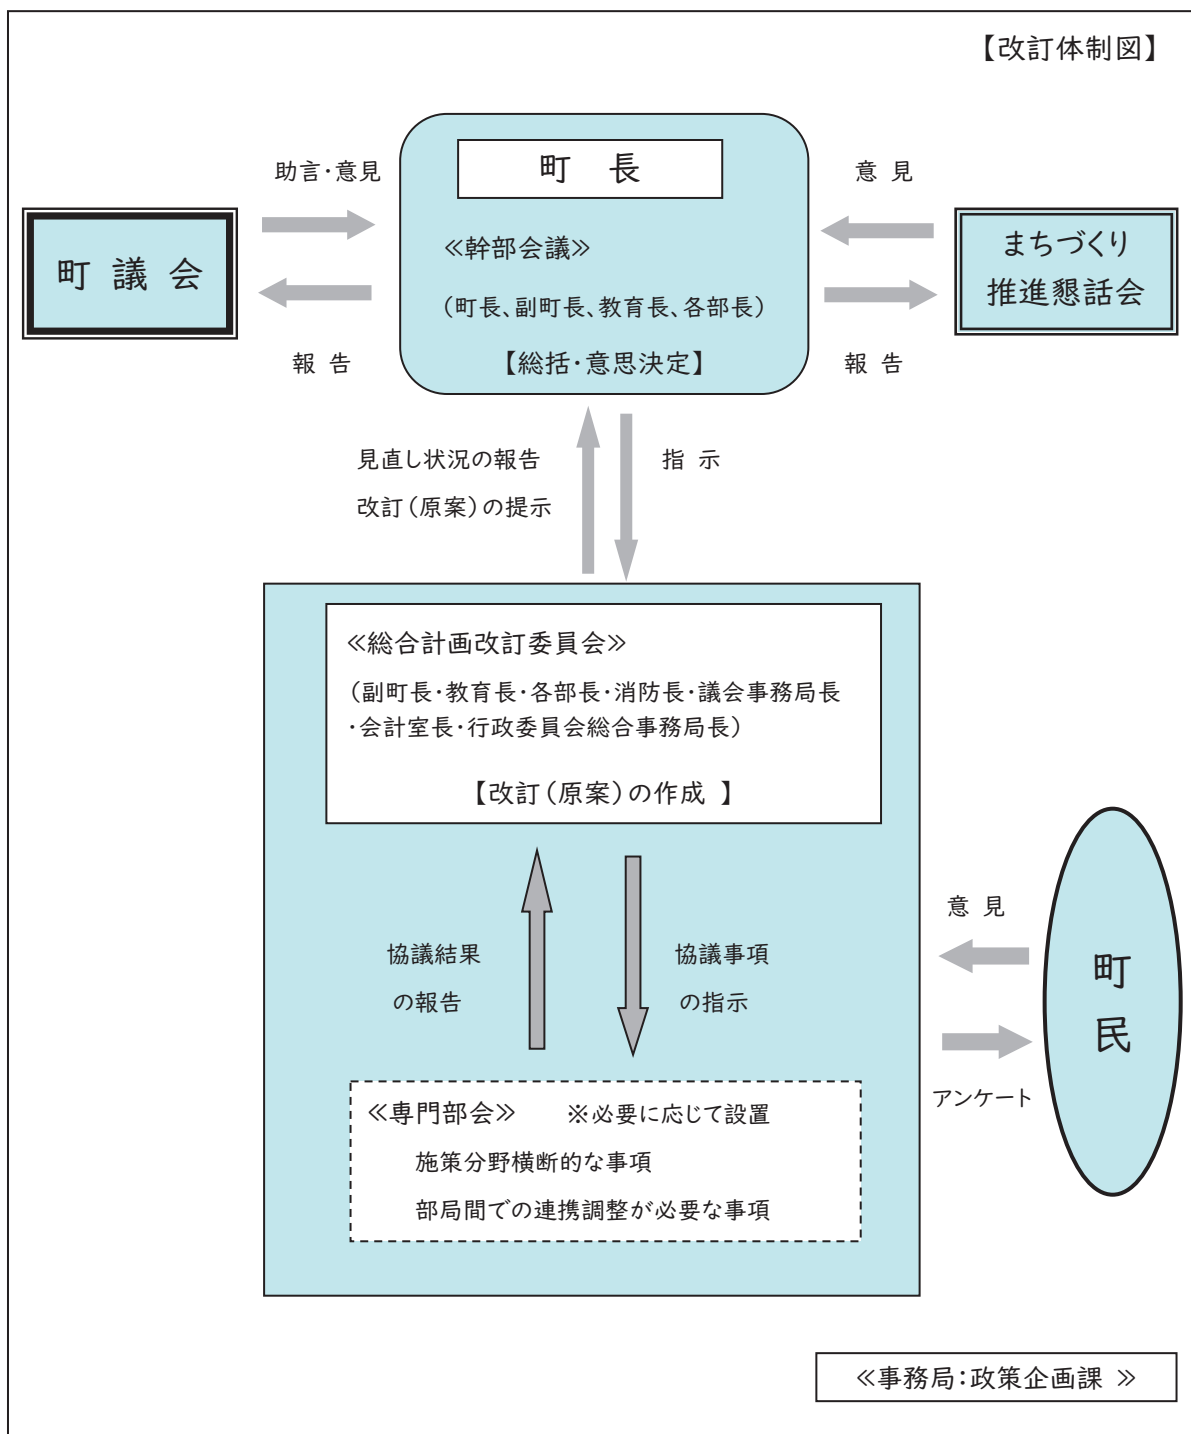 【改訂体制図】
町 長
助言・意見
意 見
町 議 会
≪幹部会議≫
(町長、副町長、教育長、各部長)
【総括・意思決定】
まちづくり
推進懇話会
報 告
報 告
見直し状況の報告
改訂(原案)の提示
指 示
≪総合計画改訂委員会≫
(副町長・教育長・各部長・消防長・議会事務局長
・会計室長・行政委員会総合事務局長)
【改訂(原案)の作成 】
協議結果
の報告
協議事項
の指示
意 見
町
民
アンケート
≪専門部会≫ ※必要に応じて設置
施策分野横断的な事項
部局間での連携調整が必要な事項
≪事務局:政策企画課 ≫